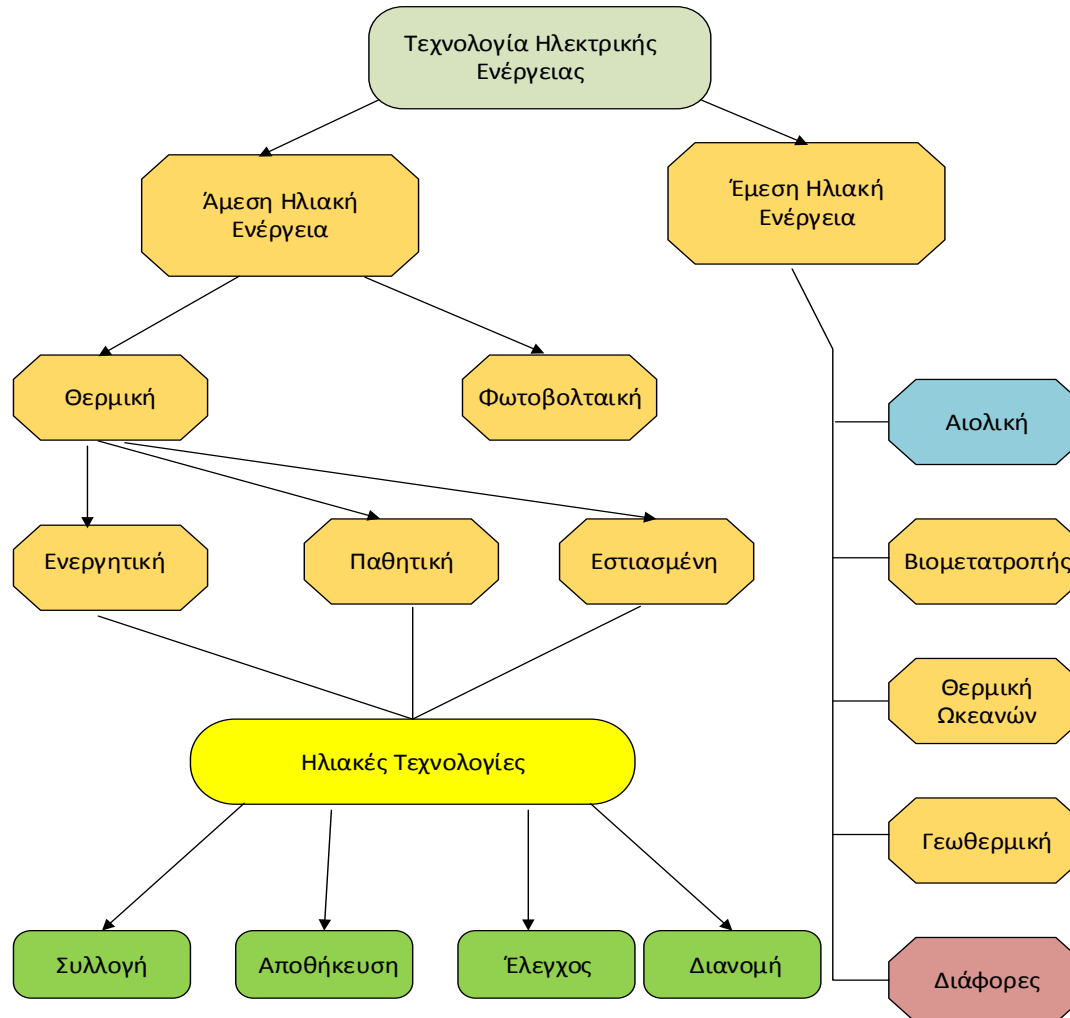 Τεχνολογία Ηλεκτρικής
Ενέργειας
Άμεση Ηλιακή
Ενέργεια
Έμεση Ηλιακή
Ενέργεια
Θερμική
Φωτοβολταική
Αιολική
Ενεργητική
Παθητική
Εστιασμένη
Βιομετατροπής
Θερμική
Ωκεανών
Ηλιακές Τεχνολογίες
Γεωθερμική
Συλλογή
Αποθήκευση
Έλεγχος
Διανομή
Διάφορες